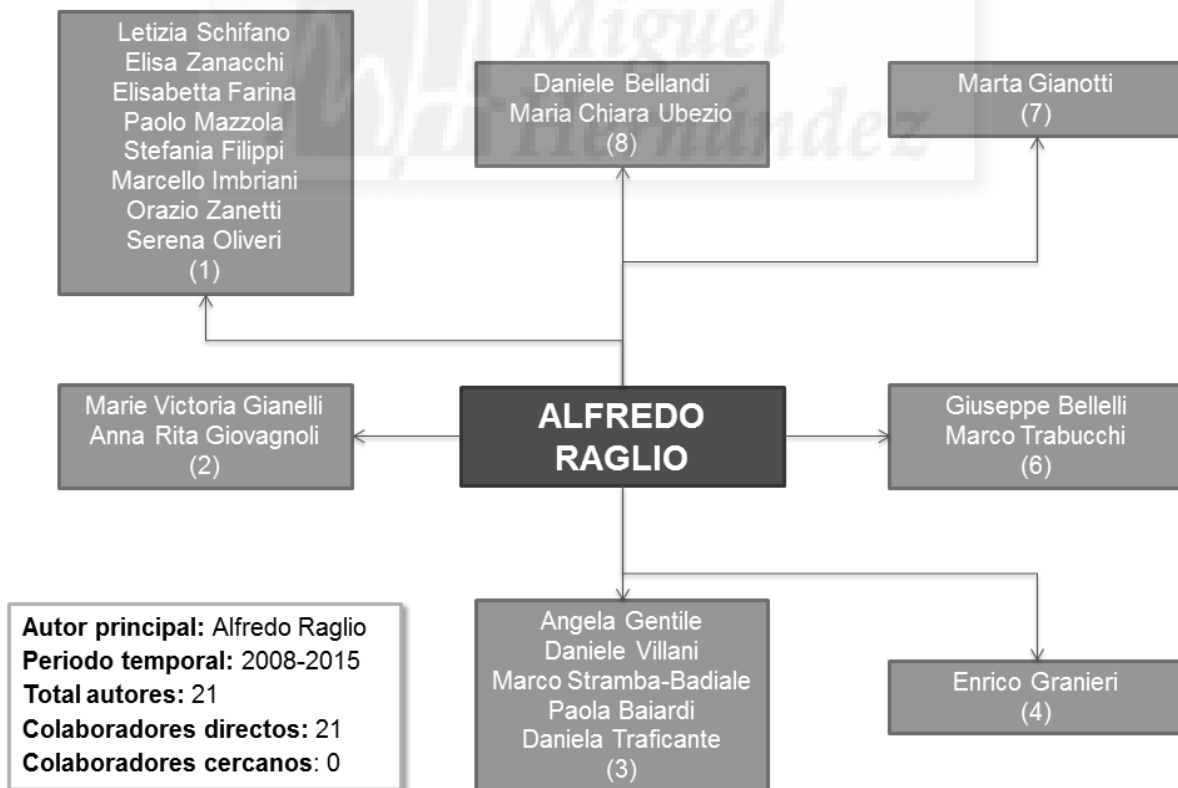 Miguel
Hernández
Letizia Schifano
Elisa Zanacchi
Elisabetta Farina
Paolo Mazzola
Stefania Filippi
Marcello Imbriani
Orazio Zanetti
Serena Oliveri
(1)
Daniele Bellandi
Maria Chiara Ubezio
(8)
Marta Gianotti
(7)
Marie Victoria Gianelli
Anna Rita Giovagnoli
(2)
ALFREDO
RAGLIO
Giuseppe Bellelli
Marco Trabucchi
(6)
Autor principal: Alfredo Raglio
Periodo temporal: 2008-2015
Total autores: 21
Colaboradores directos: 21
Colaboradores cercanos: 0
Angela Gentile
Daniele Villani
Marco Stramba-Badiale
Paola Baiardi
Daniela Traficante
(3)
Enrico Granieri
(4)